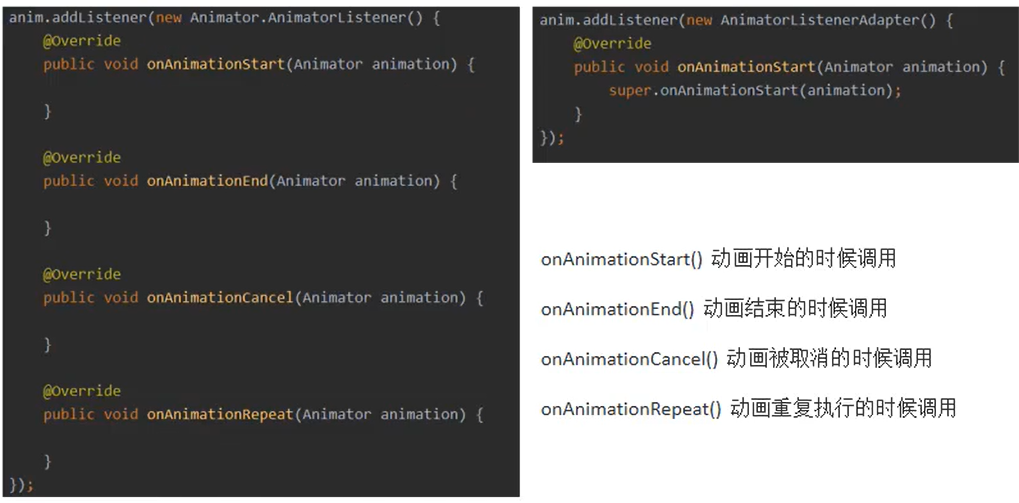 anim.addListener(new Animator.AnimatorListener() {
@Override
public void onAnimationStart(Animator animation) {
}
@Override
public void onAnimationEnd(Animator animation) {
}
@Override
public void onAnimationCancel(Animator animation) {
}
@Override
public void onAnimationRepeat(Animator animation) {
}
});
anim.addListener(new AnimatorListenerAdapter() {
@Override
public void onAnimationStart(Animator animation) {
super.onAnimationStart(animation);
}
});
onAnimationStart() 动画开始的时候调用
onAnimationEnd() 动画结束的时候调用
onAnimationCancel() 动画被取消的时候调用
onAnimationRepeat() 动画重复执行的时候调用